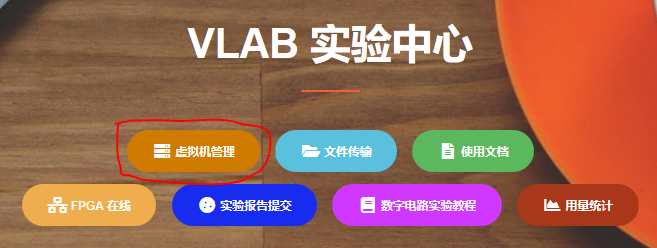 VLAB 实验中心
虚拟机管理 文件传输 使用文档
FPGA 在线 实验报告提交 数字电路实验教程 用量统计